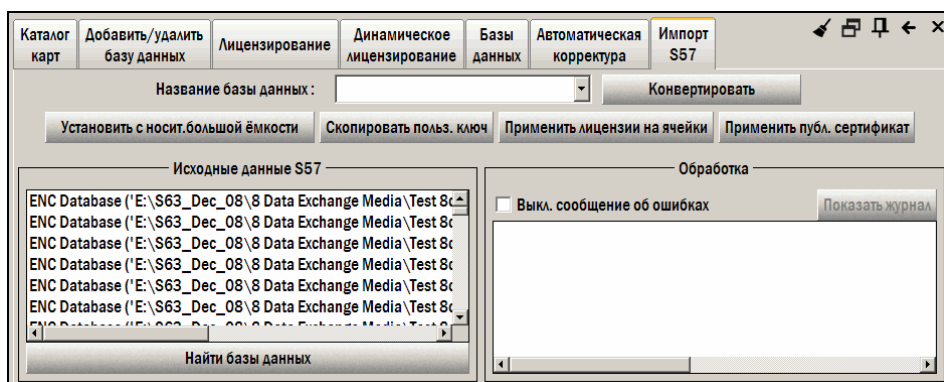 Каталог карт
Добавить/удалить базу данных
Лицензирование
Динамическое лицензирование
Базы данных
Автоматическая корректура
Импорт S57
Название базы данных :
Конвертировать
Установить с носит.большой ёмкости
Скопировать польз. ключ
Применить лицензии на ячейки
Применить публ. сертификат
Исходные данные S57
ENC Database ('E:\S63_Dec_08\8 Data Exchange Media\Test 8
ENC Database ('E:\S63_Dec_08\8 Data Exchange Media\Test 8
ENC Database ('E:\S63_Dec_08\8 Data Exchange Media\Test 8
ENC Database ('E:\S63_Dec_08\8 Data Exchange Media\Test 8
ENC Database ('E:\S63_Dec_08\8 Data Exchange Media\Test 8
ENC Database ('E:\S63_Dec_08\8 Data Exchange Media\Test 8
Найти базы данных
Обработка
Выкл. сообщение об ошибках
Показать журнал